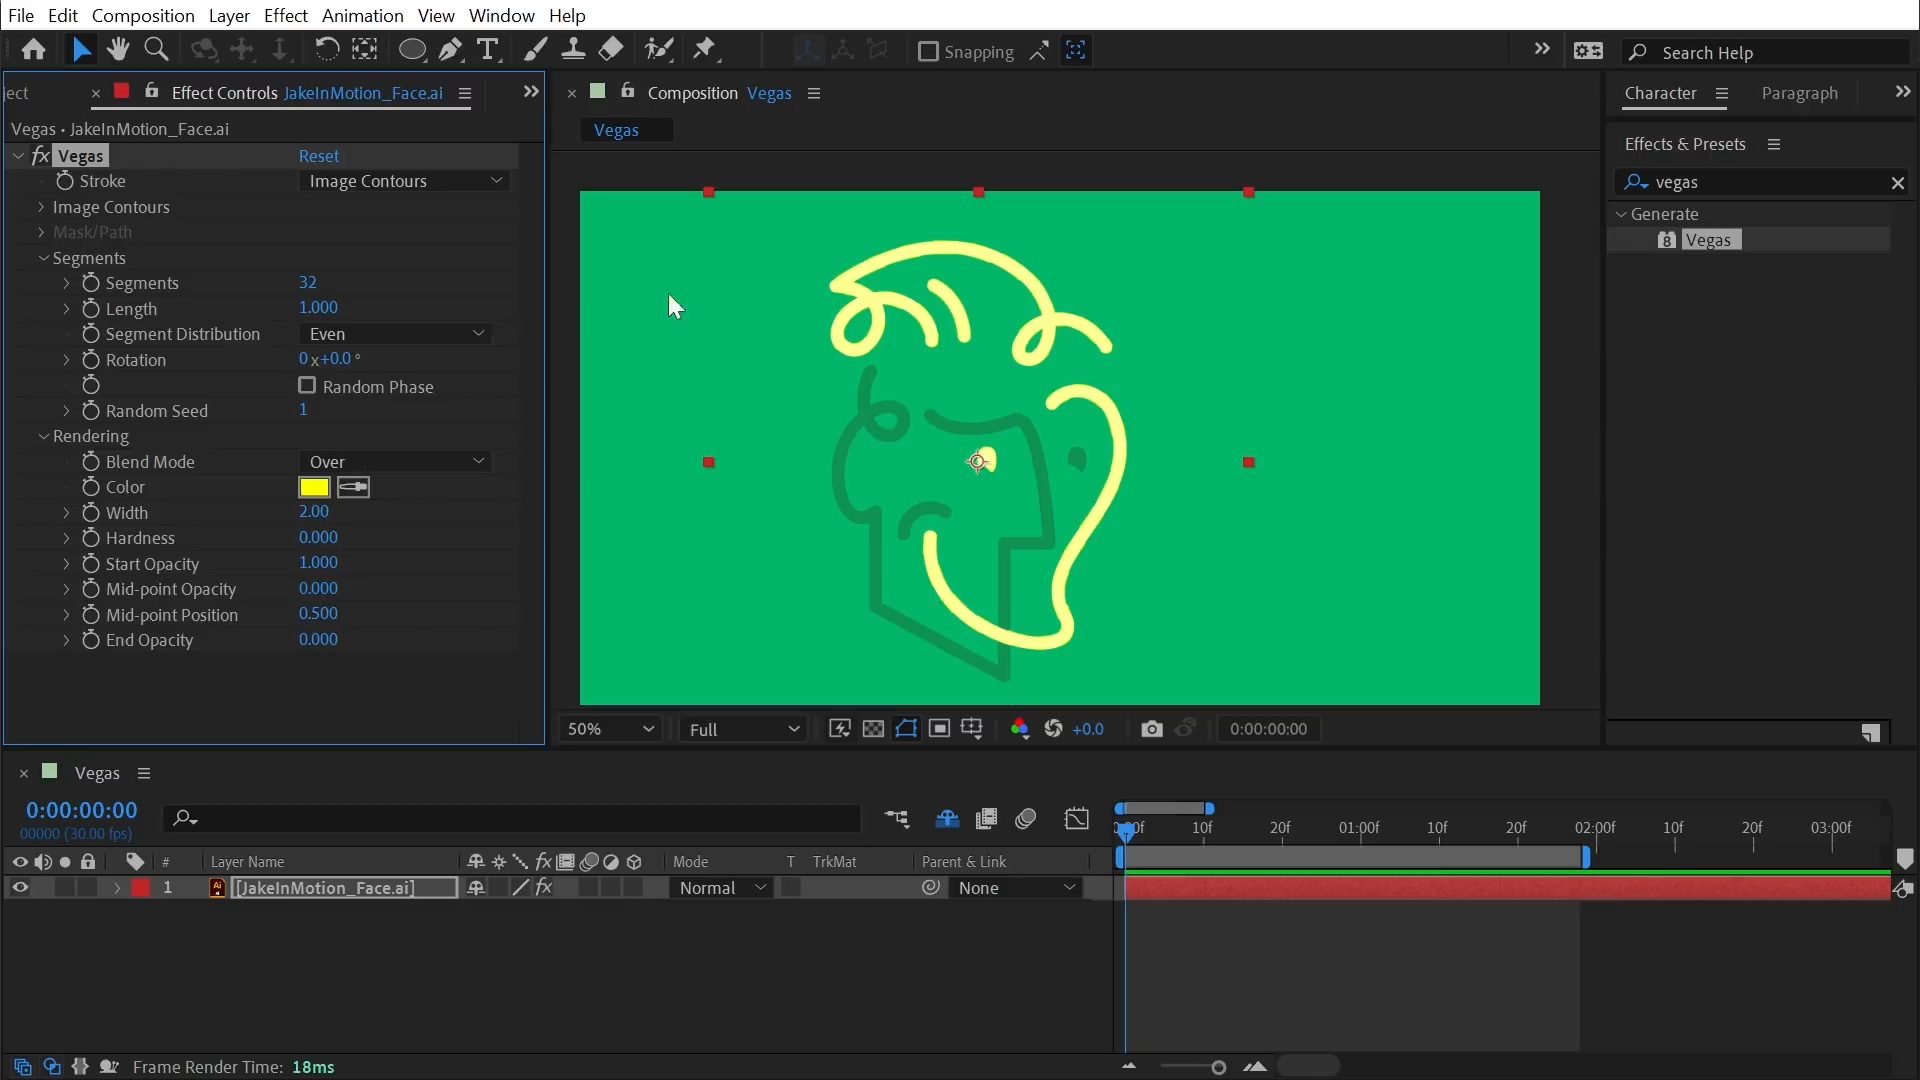 File Edit Composition Layer Effect Animation View Window Help
Snapping
Search Help
ject
Effect Controls JakeInMotion_Face.ai
Composition Vegas
Character
Paragraph
Vegas • JakeInMotion_Face.ai
Vegas
Effects & Presets
fx Vegas Reset
Stroke Image Contours
vegas
Image Contours
Generate
Mask/Path
Vegas
Segments
Segments 32
Length 1.000
Segment Distribution Even
Rotation 0x+0.0°
Random Phase
Random Seed 1
Rendering
Blend Mode Over
Color
Width 2.00
Hardness 0.000
Start Opacity 1.000
Mid-point Opacity 0.000
Mid-point Position 0.500
End Opacity 0.000
50% Full +0.0 0:00:00:00
Vegas
0:00:00:00
00000 (30.00 fps)
10f 20f 01:00f 10f 20f 02:00f 10f 20f 03:00f
# Layer Name fx Mode T TrkMat Parent & Link
1 Ai [JakeInMotion_Face.ai] fx Normal None
Frame Render Time: 18ms